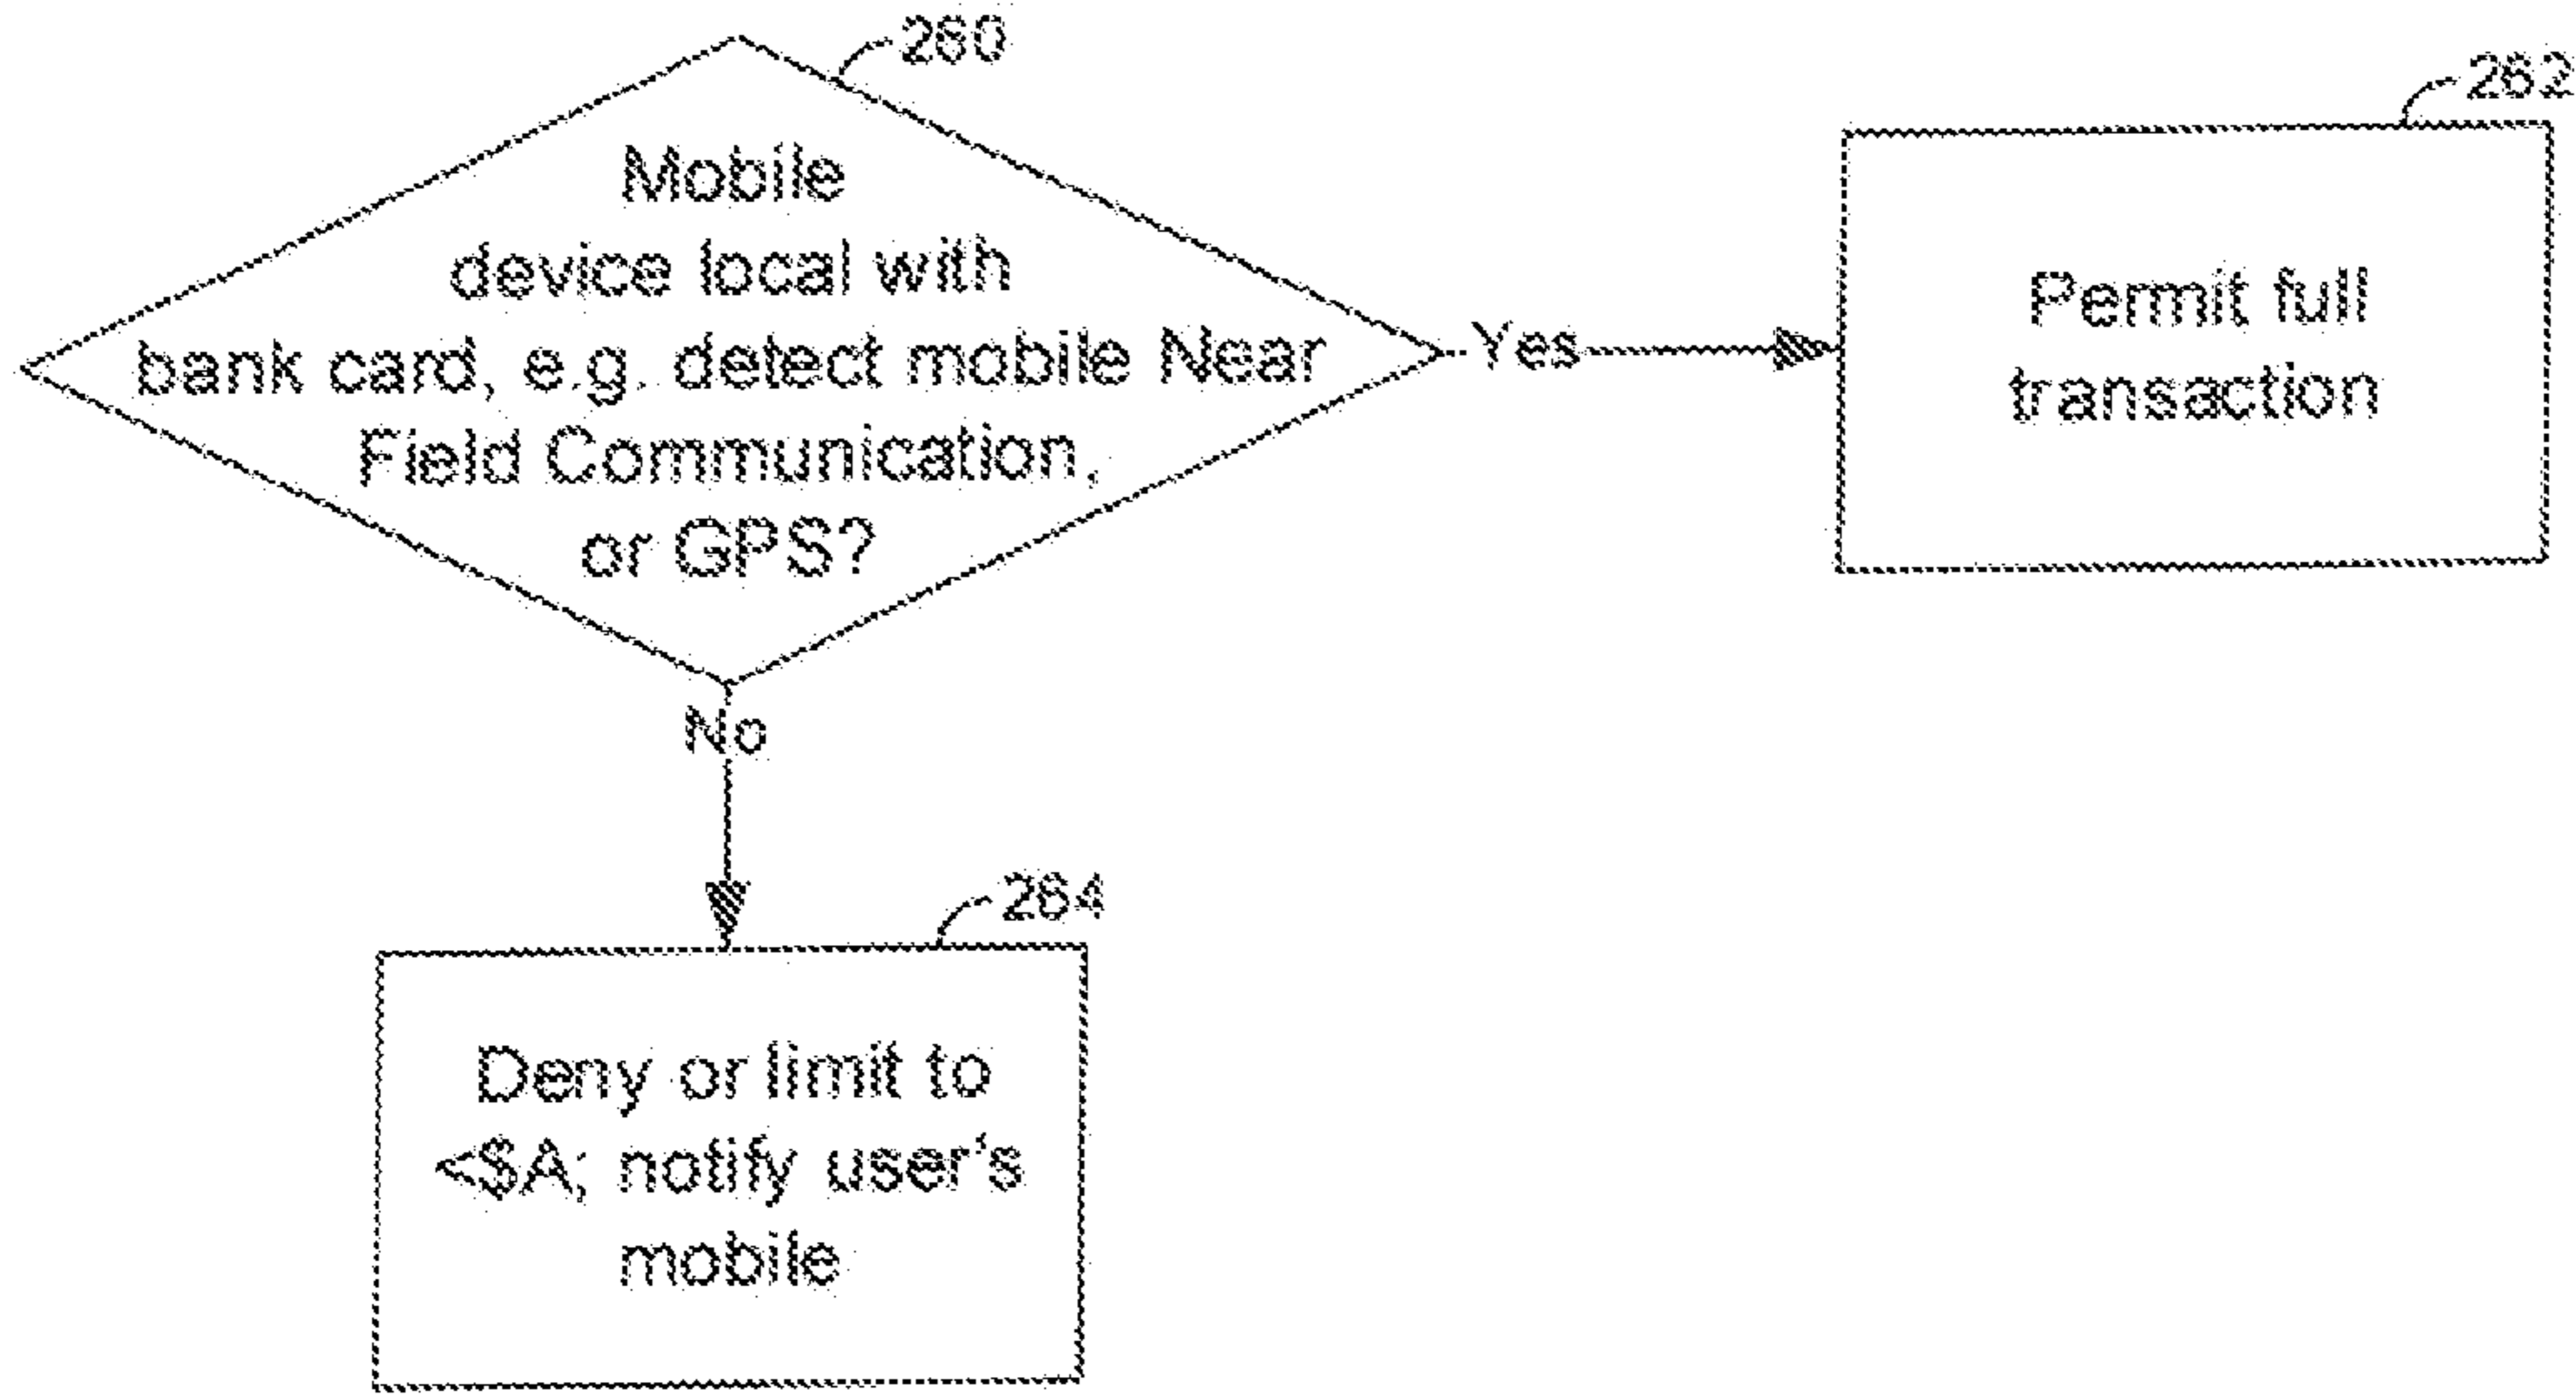 260
Mobile
device local with
bank card, e.g. detect mobile Near
Field Communication,
or GPS?
Yes
262
Permit full
transaction
No
264
Deny or limit to
<$A; notify user's
mobile